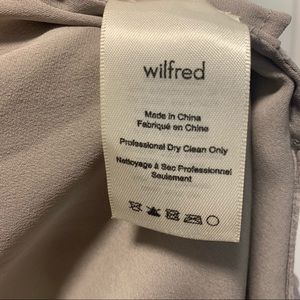 wilfred
Made in China
Fabriqué en Chine
Professional Dry Clean Only
Nettoyage à Sec Professionnel
Seulement